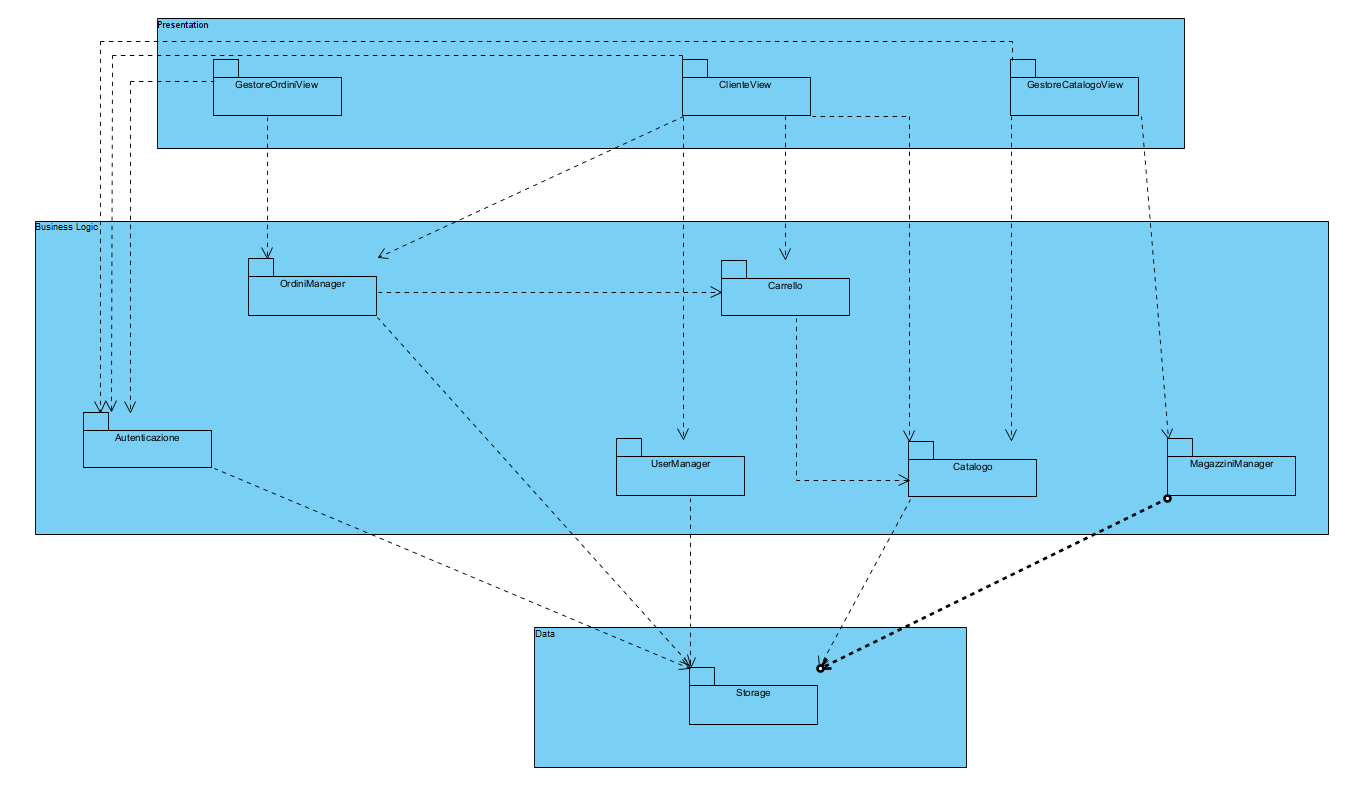 Presentation
GestoreOrdiniView
ClienteView
GestoreCatalogoView
Business Logic
OrdiniManager
Carrello
Autenticazione
UserManager
Catalogo
MagazziniManager
Data
Storage